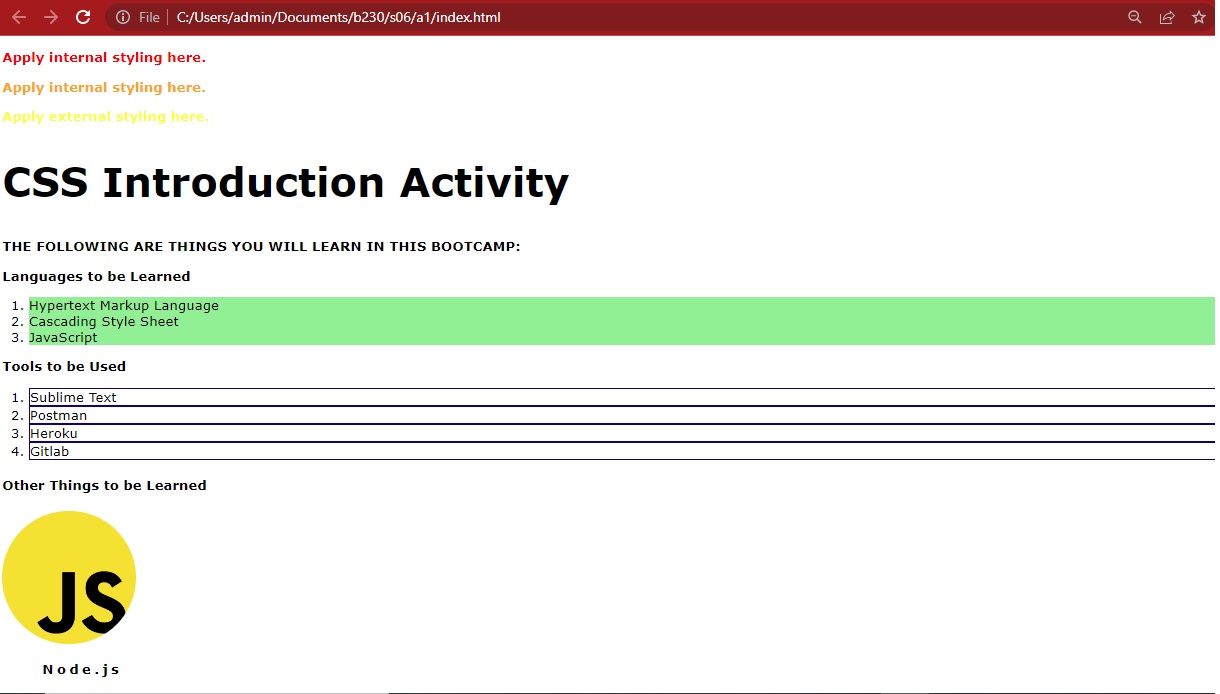 File C:/Users/admin/Documents/b230/s06/a1/index.html
Apply internal styling here.
Apply internal styling here.
Apply external styling here.
CSS Introduction Activity
THE FOLLOWING ARE THINGS YOU WILL LEARN IN THIS BOOTCAMP:
Languages to be Learned
1. Hypertext Markup Language
2. Cascading Style Sheet
3. JavaScript
Tools to be Used
1. Sublime Text
2. Postman
3. Heroku
4. Gitlab
Other Things to be Learned
JS
Node.js